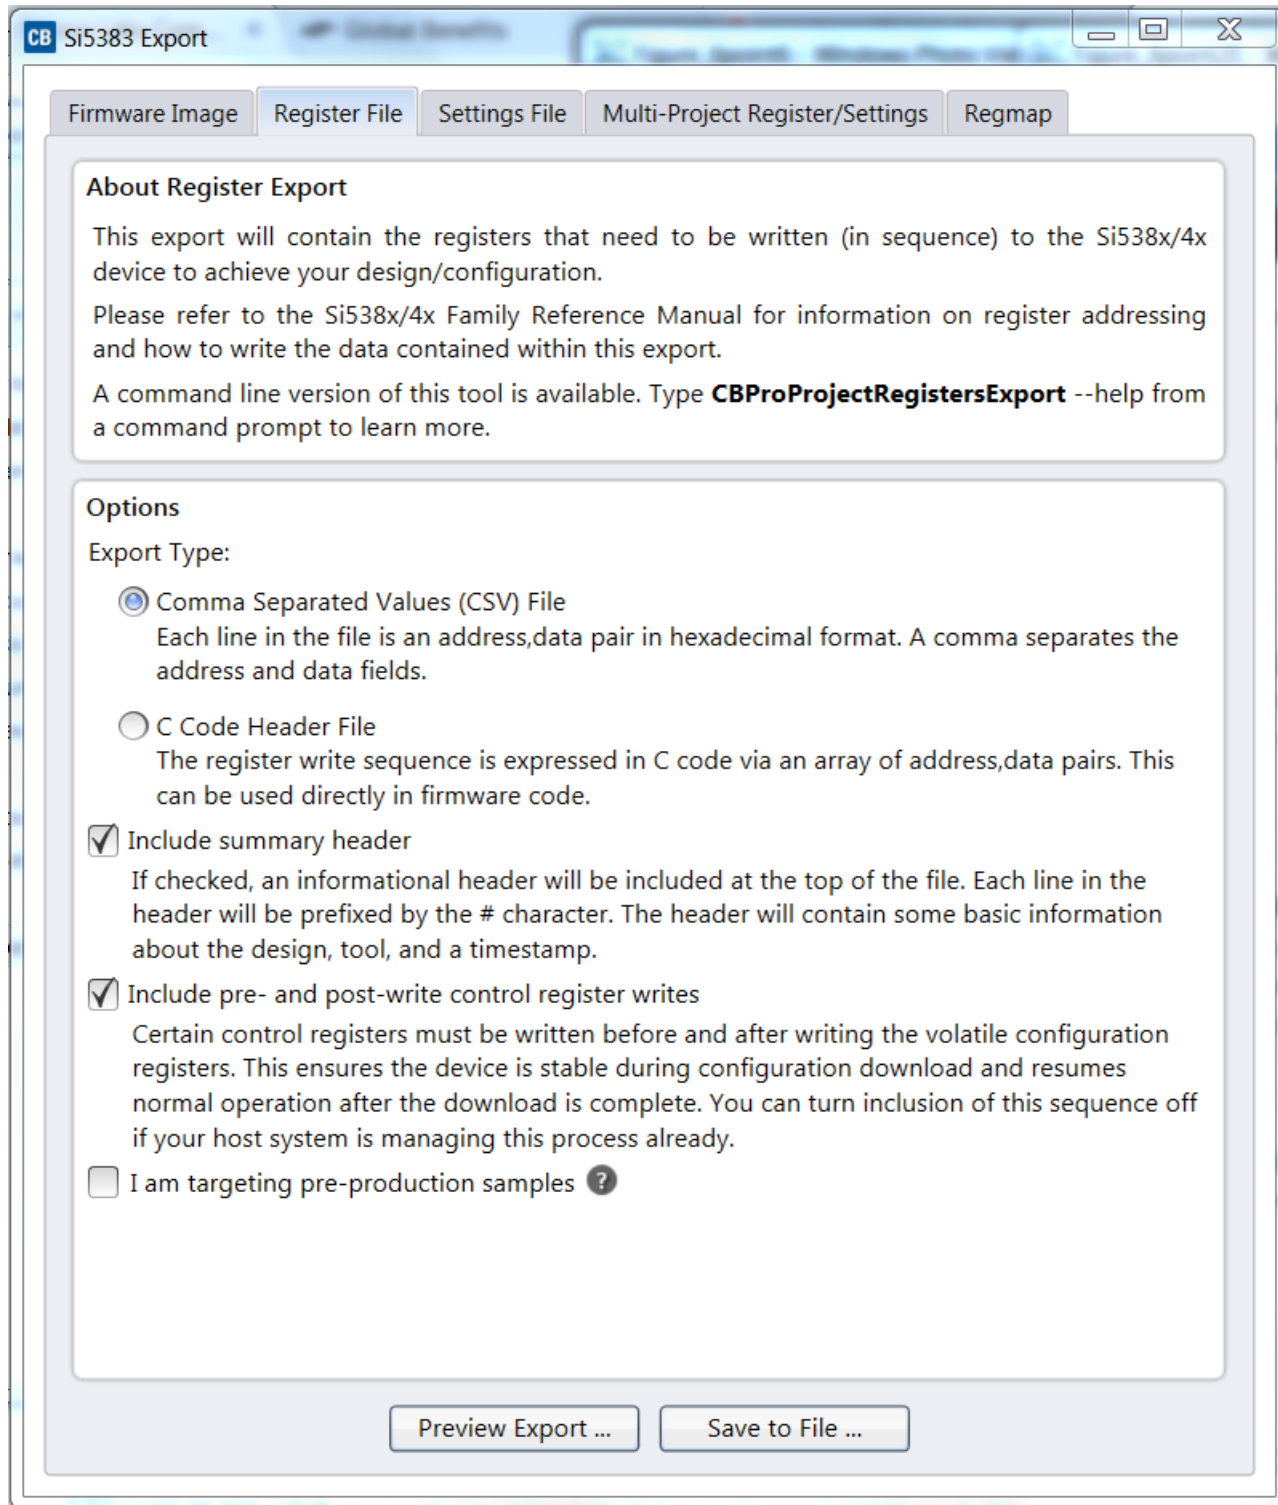 CB Si5383 Export
Global Benefits
Firmware Image Register File Settings File Multi-Project Register/Settings Regmap
About Register Export
This export will contain the registers that need to be written (in sequence) to the Si538x/4x
device to achieve your design/configuration.
Please refer to the Si538x/4x Family Reference Manual for information on register addressing
and how to write the data contained within this export.
A command line version of this tool is available. Type CBProProjectRegistersExport --help from
a command prompt to learn more.
Options
Export Type:
Comma Separated Values (CSV) File
Each line in the file is an address,data pair in hexadecimal format. A comma separates the
address and data fields.
C Code Header File
The register write sequence is expressed in C code via an array of address,data pairs. This
can be used directly in firmware code.
Include summary header
If checked, an informational header will be included at the top of the file. Each line in the
header will be prefixed by the # character. The header will contain some basic information
about the design, tool, and a timestamp.
Include pre- and post-write control register writes
Certain control registers must be written before and after writing the volatile configuration
registers. This ensures the device is stable during configuration download and resumes
normal operation after the download is complete. You can turn inclusion of this sequence off
if your host system is managing this process already.
I am targeting pre-production samples ?
Preview Export ... Save to File ...